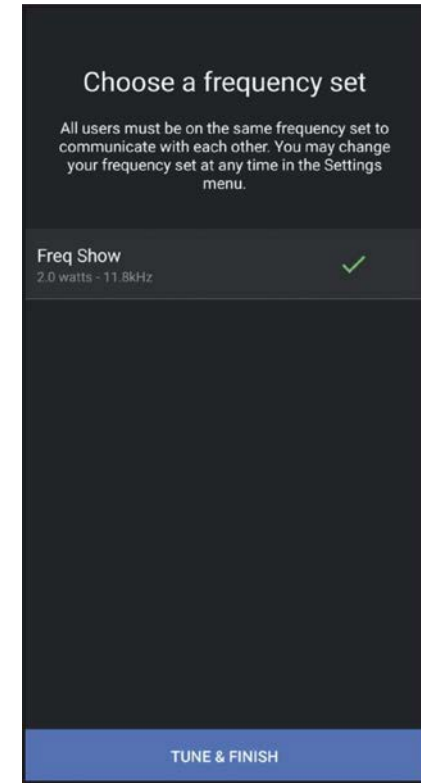 Choose a frequency set
All users must be on the same frequency set to
communicate with each other. You may change
your frequency set at any time in the Settings
menu.
Freq Show
2.0 watts - 11.8kHz
TUNE & FINISH